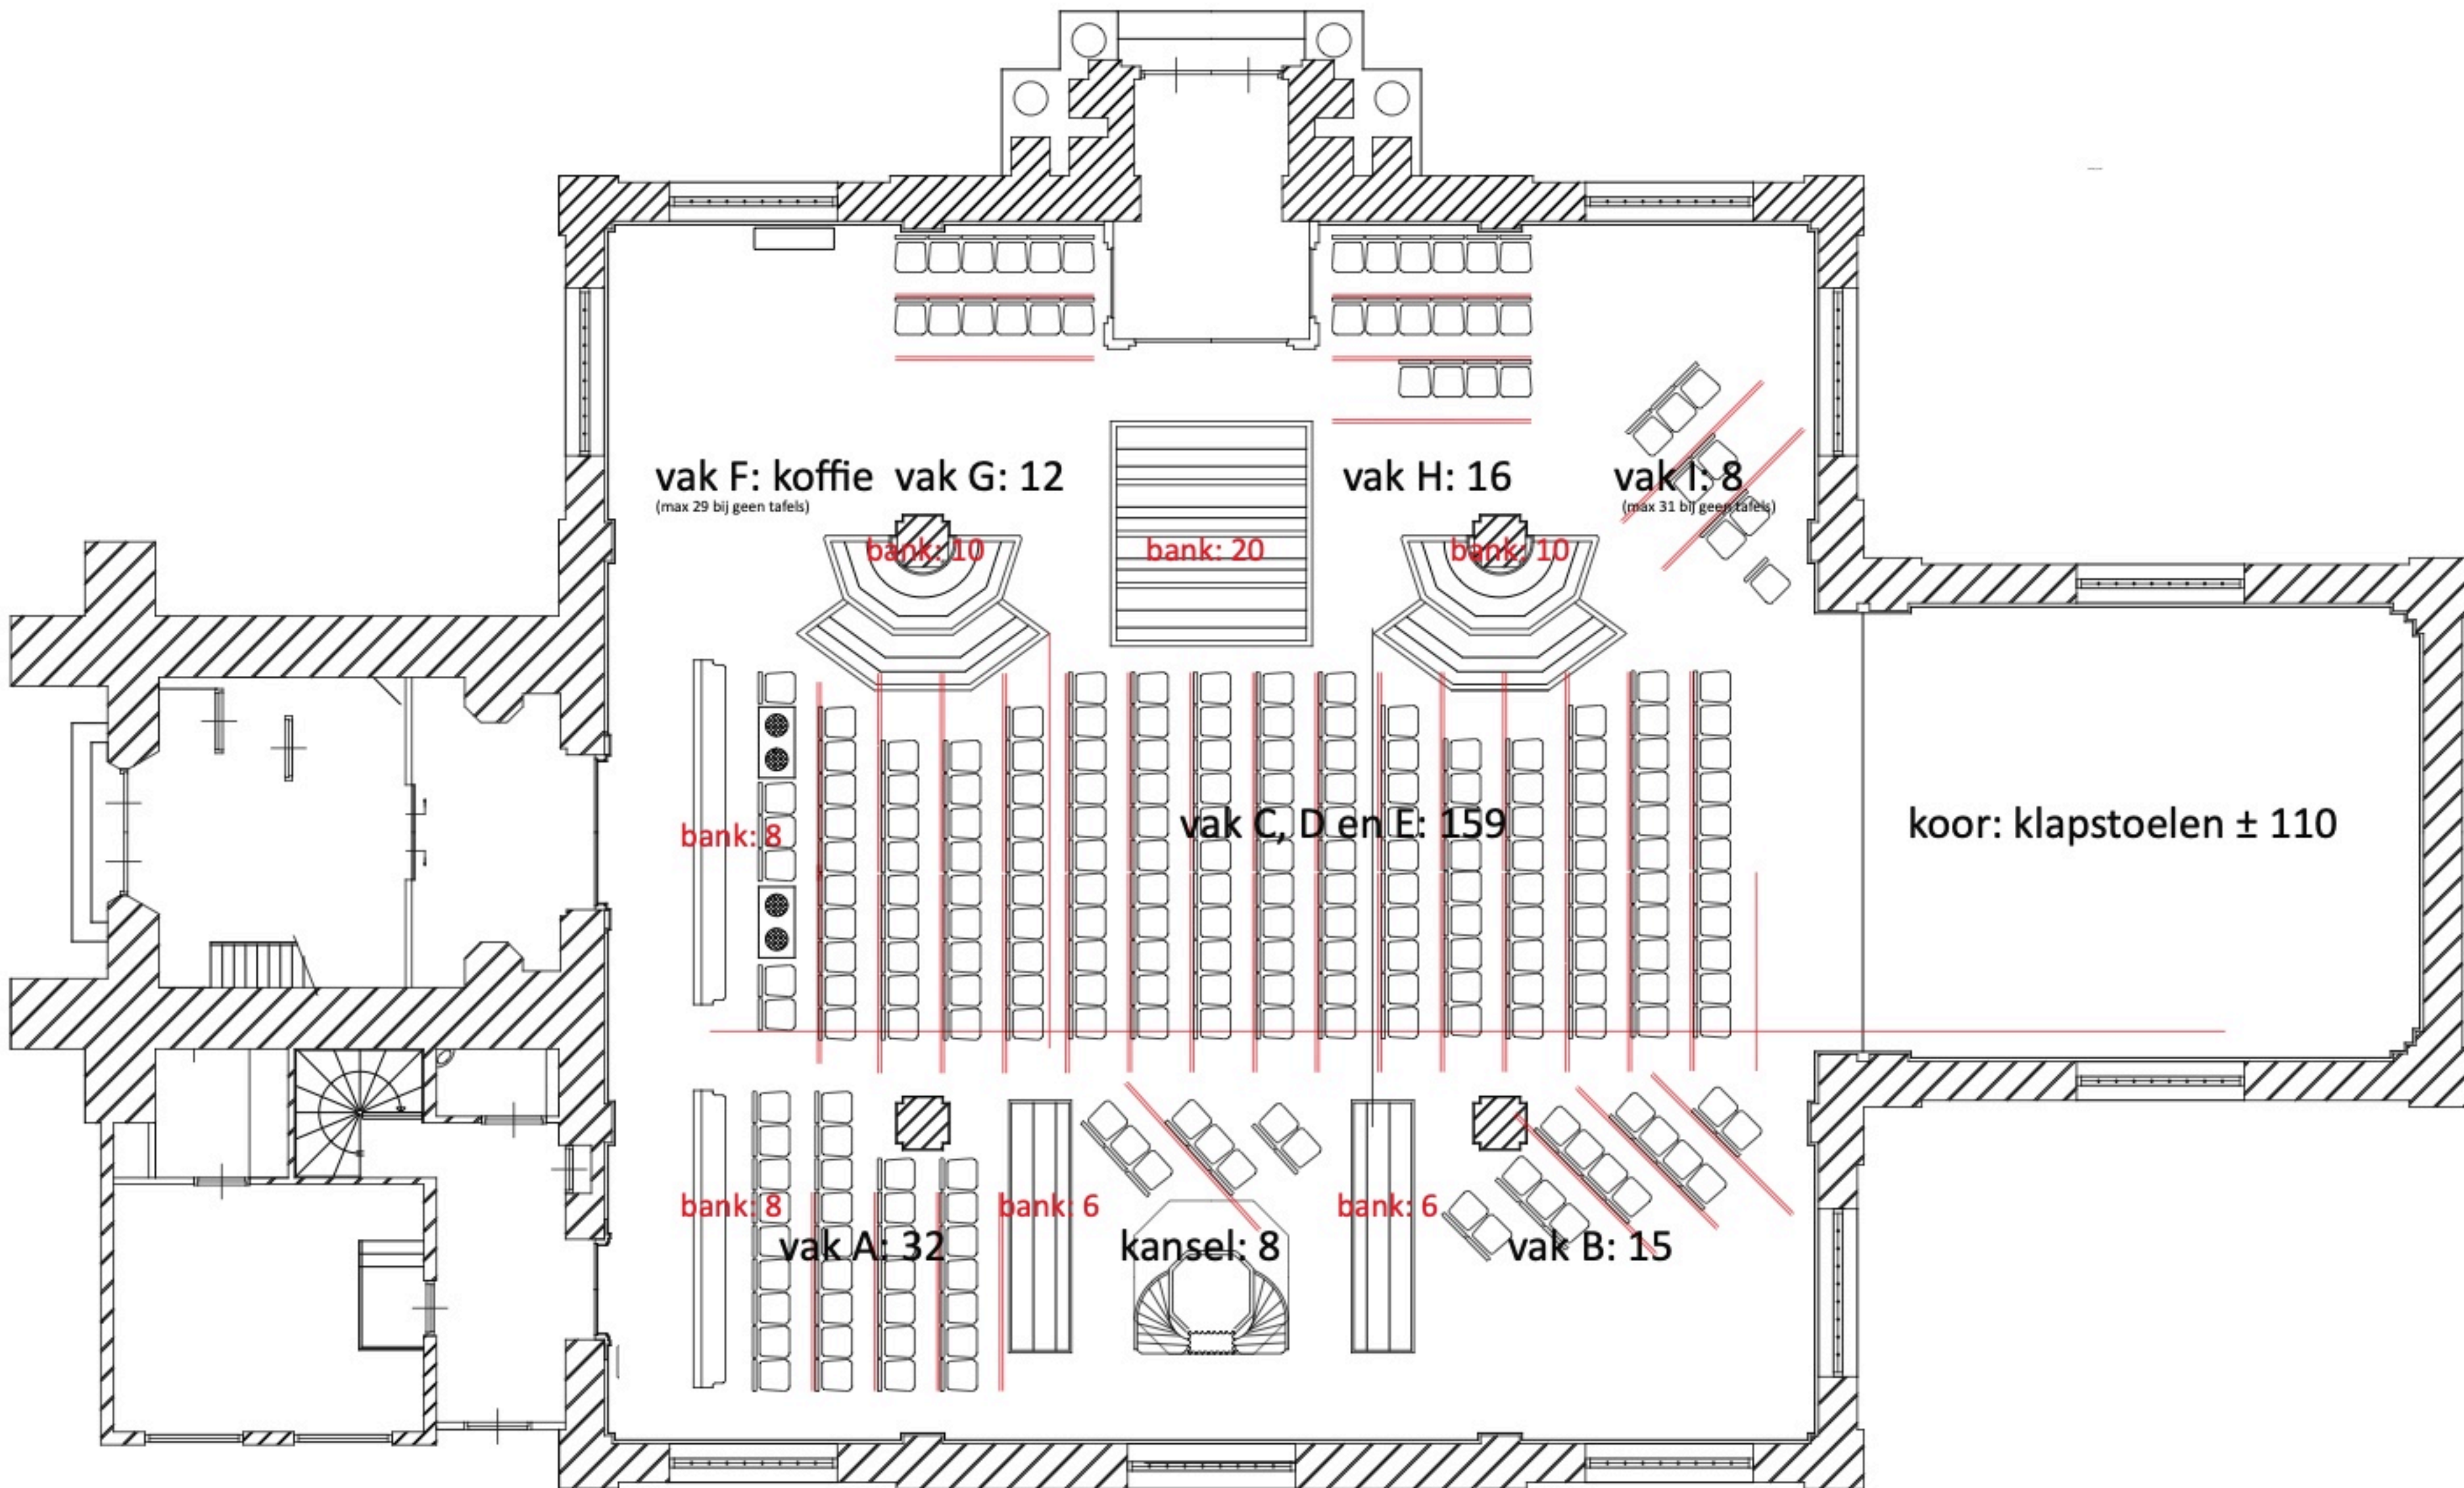 vak F: koffie
(max 29 bij geen tafels)
vak G: 12
vak H: 16
vak I: 8
(max 31 bij geen tafels)
bank: 10
bank: 20
bank: 10
bank: 8
vak C, D en E: 159
koor: klapstoelen ± 110
bank: 8
vak A: 32
bank: 6
kansel: 8
bank: 6
vak B: 15